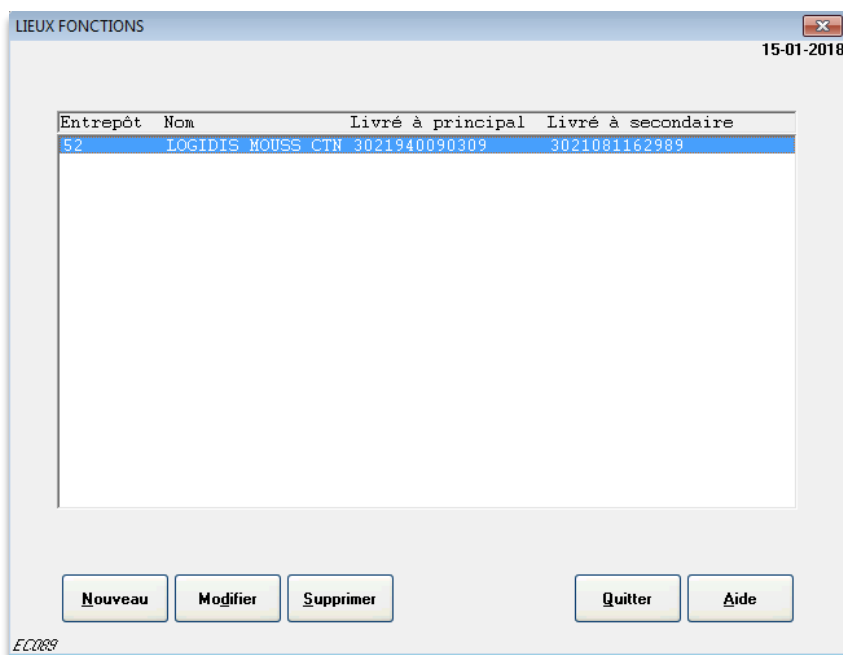 LIEUX FONCTIONS
15-01-2018
Entrepôt Nom Livré à principal Livré à secondaire
52 LOGIDIS MOUSS CTN 3021940090309 3021081162989
Nouveau Modifier Supprimer Quitter Aide
EC089